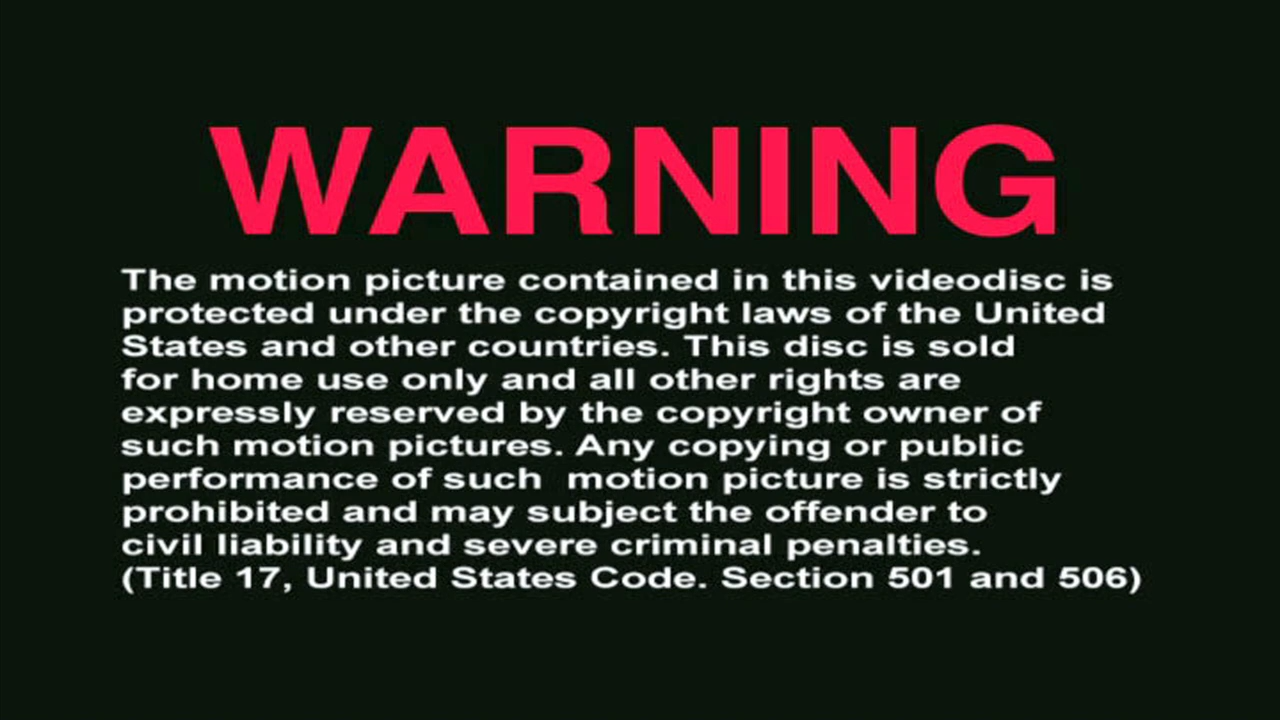 WARNING
The motion picture contained in this videodisc is
protected under the copyright laws of the United
States and other countries. This disc is sold
for home use only and all other rights are
expressly reserved by the copyright owner of
such motion pictures. Any copying or public
performance of such  motion picture is strictly
prohibited and may subject the offender to
civil liability and severe criminal penalties.
(Title 17, United States Code. Section 501 and 506)